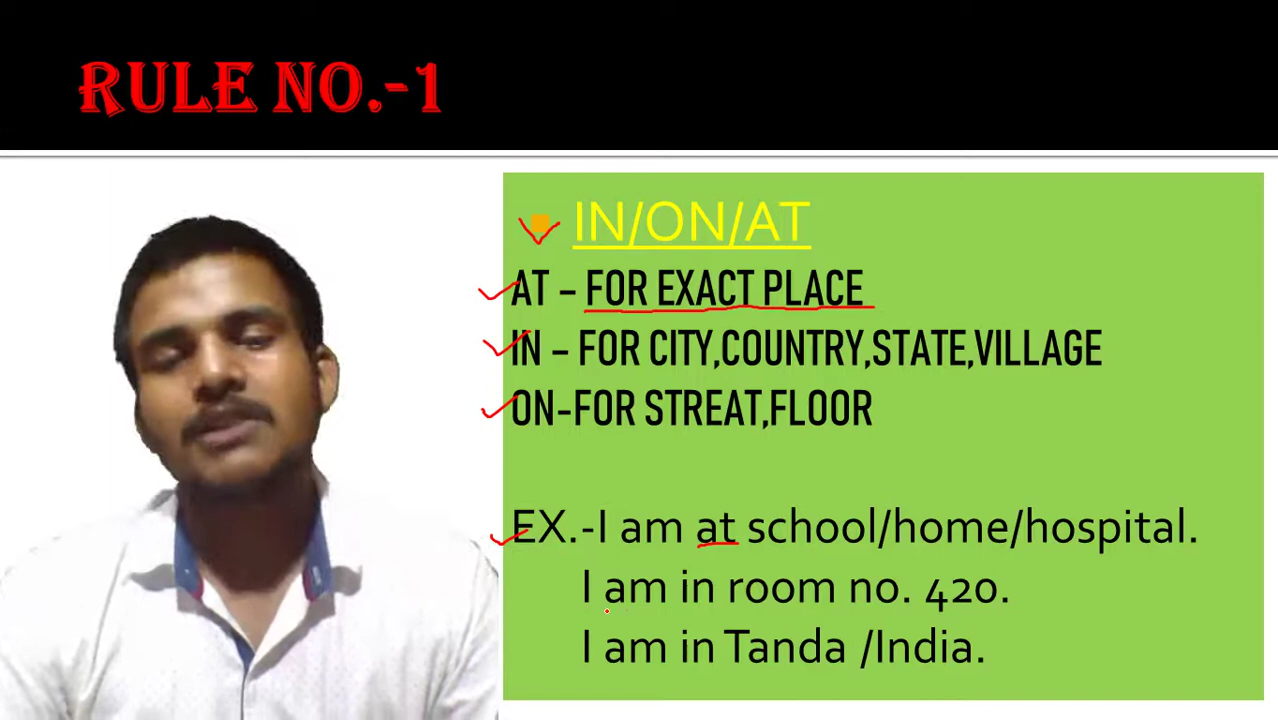 RULE NO.-1
IN/ON/AT
AT – FOR EXACT PLACE
IN – FOR CITY,COUNTRY,STATE,VILLAGE
ON-FOR STREAT,FLOOR
EX.-I am at school/home/hospital.
I am in room no. 420.
I am in Tanda /India.